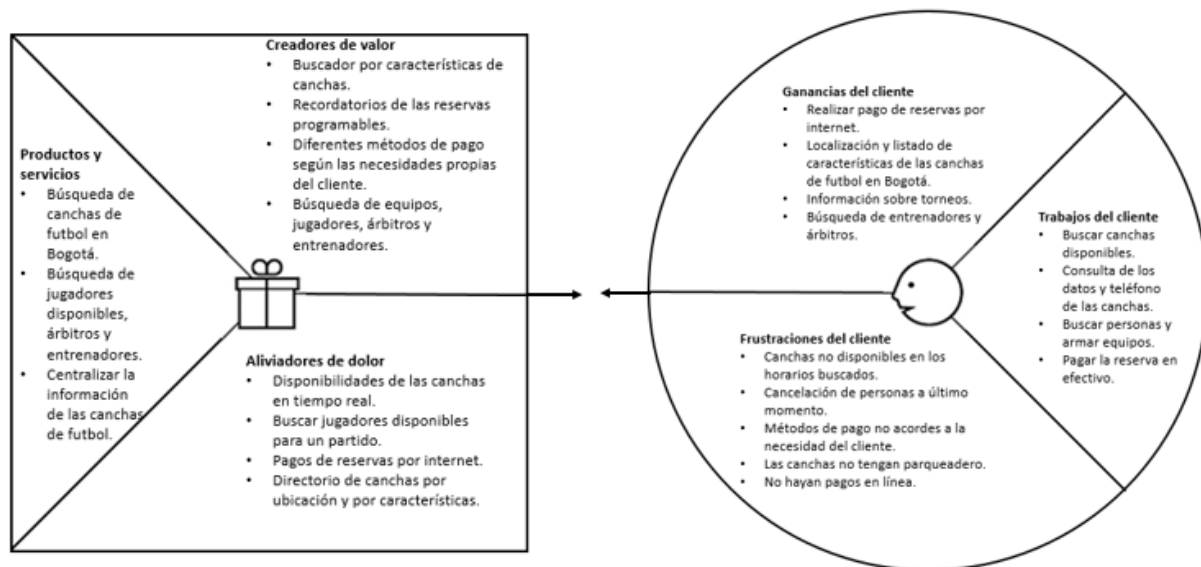 Creadores de valor
• Buscador por características de
canchas.
• Recordatorios de las reservas
programables.
• Diferentes métodos de pago
según las necesidades propias
del cliente.
• Búsqueda de equipos,
jugadores, árbitros y
entrenadores.
Productos y
servicios
• Búsqueda de
canchas de
futbol en
Bogotá.
• Búsqueda de
jugadores
disponibles,
árbitros y
entrenadores.
• Centralizar la
información
de las canchas
de futbol.
Aliviadores de dolor
• Disponibilidades de las canchas
en tiempo real.
• Buscar jugadores disponibles
para un partido.
• Pagos de reservas por internet.
• Directorio de canchas por
ubicación y por características.
Ganancias del cliente
• Realizar pago de reservas por
internet.
• Localización y listado de
características de las canchas
de futbol en Bogotá.
• Información sobre torneos.
• Búsqueda de entrenadores y
árbitros.
Trabajos del cliente
• Buscar canchas
disponibles.
• Consulta de los
datos y teléfono
de las canchas.
• Buscar personas y
armar equipos.
• Pagar la reserva en
efectivo.
Frustraciones del cliente
• Canchas no disponibles en los
horarios buscados.
• Cancelación de personas a último
momento.
• Métodos de pago no acordes a la
necesidad del cliente.
• Las canchas no tengan parqueadero.
• No hayan pagos en línea.